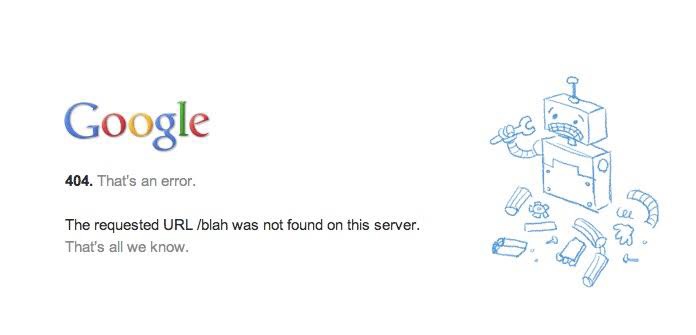 Google
404. That's an error.
The requested URL /blah was not found on this server.
That's all we know.